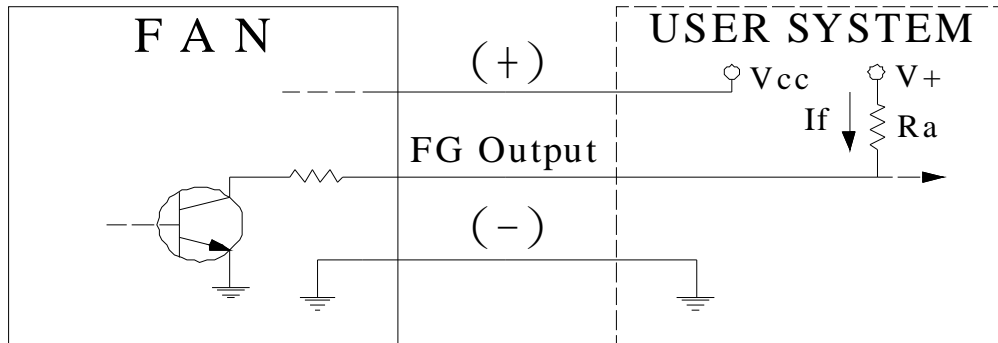 F A N
USER SYSTEM
(+)
Vcc
V+
If
Ra
FG Output
(-)